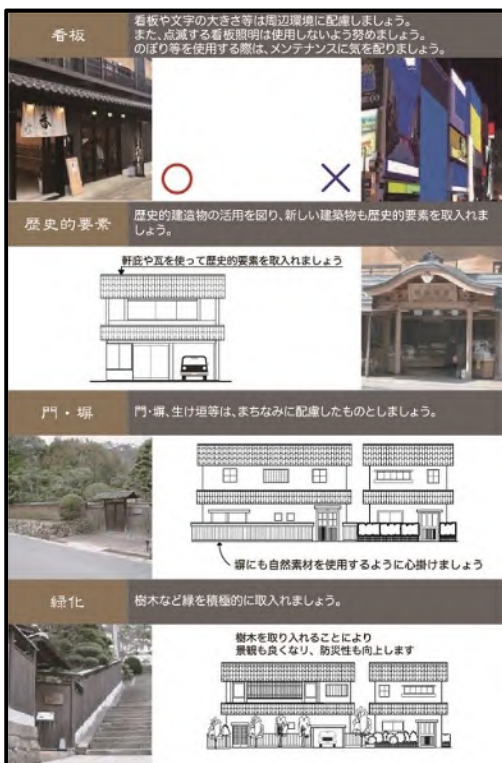 看板
看板や文字の大きさ等は周辺環境に配慮しましょう。
また、点滅する看板照明は使用しないよう努めましょう。
のぼり等を使用する際は、メンテナンスに気を配りましょう。
春
歴史的要素
歴史的建造物の活用を図り、新しい建築物も歴史的要素を取入れま
しょう。
軒庇や瓦を使って歴史的要素を取入れましょう
門・塀
門・塀、生け垣等は、まちなみに配慮したものとしましょう。
塀にも自然素材を使用するように心掛けましょう
緑化
樹木など緑を積極的に取入れましょう。
樹木を取り入れることにより
景観も良くなり、防災性も向上します